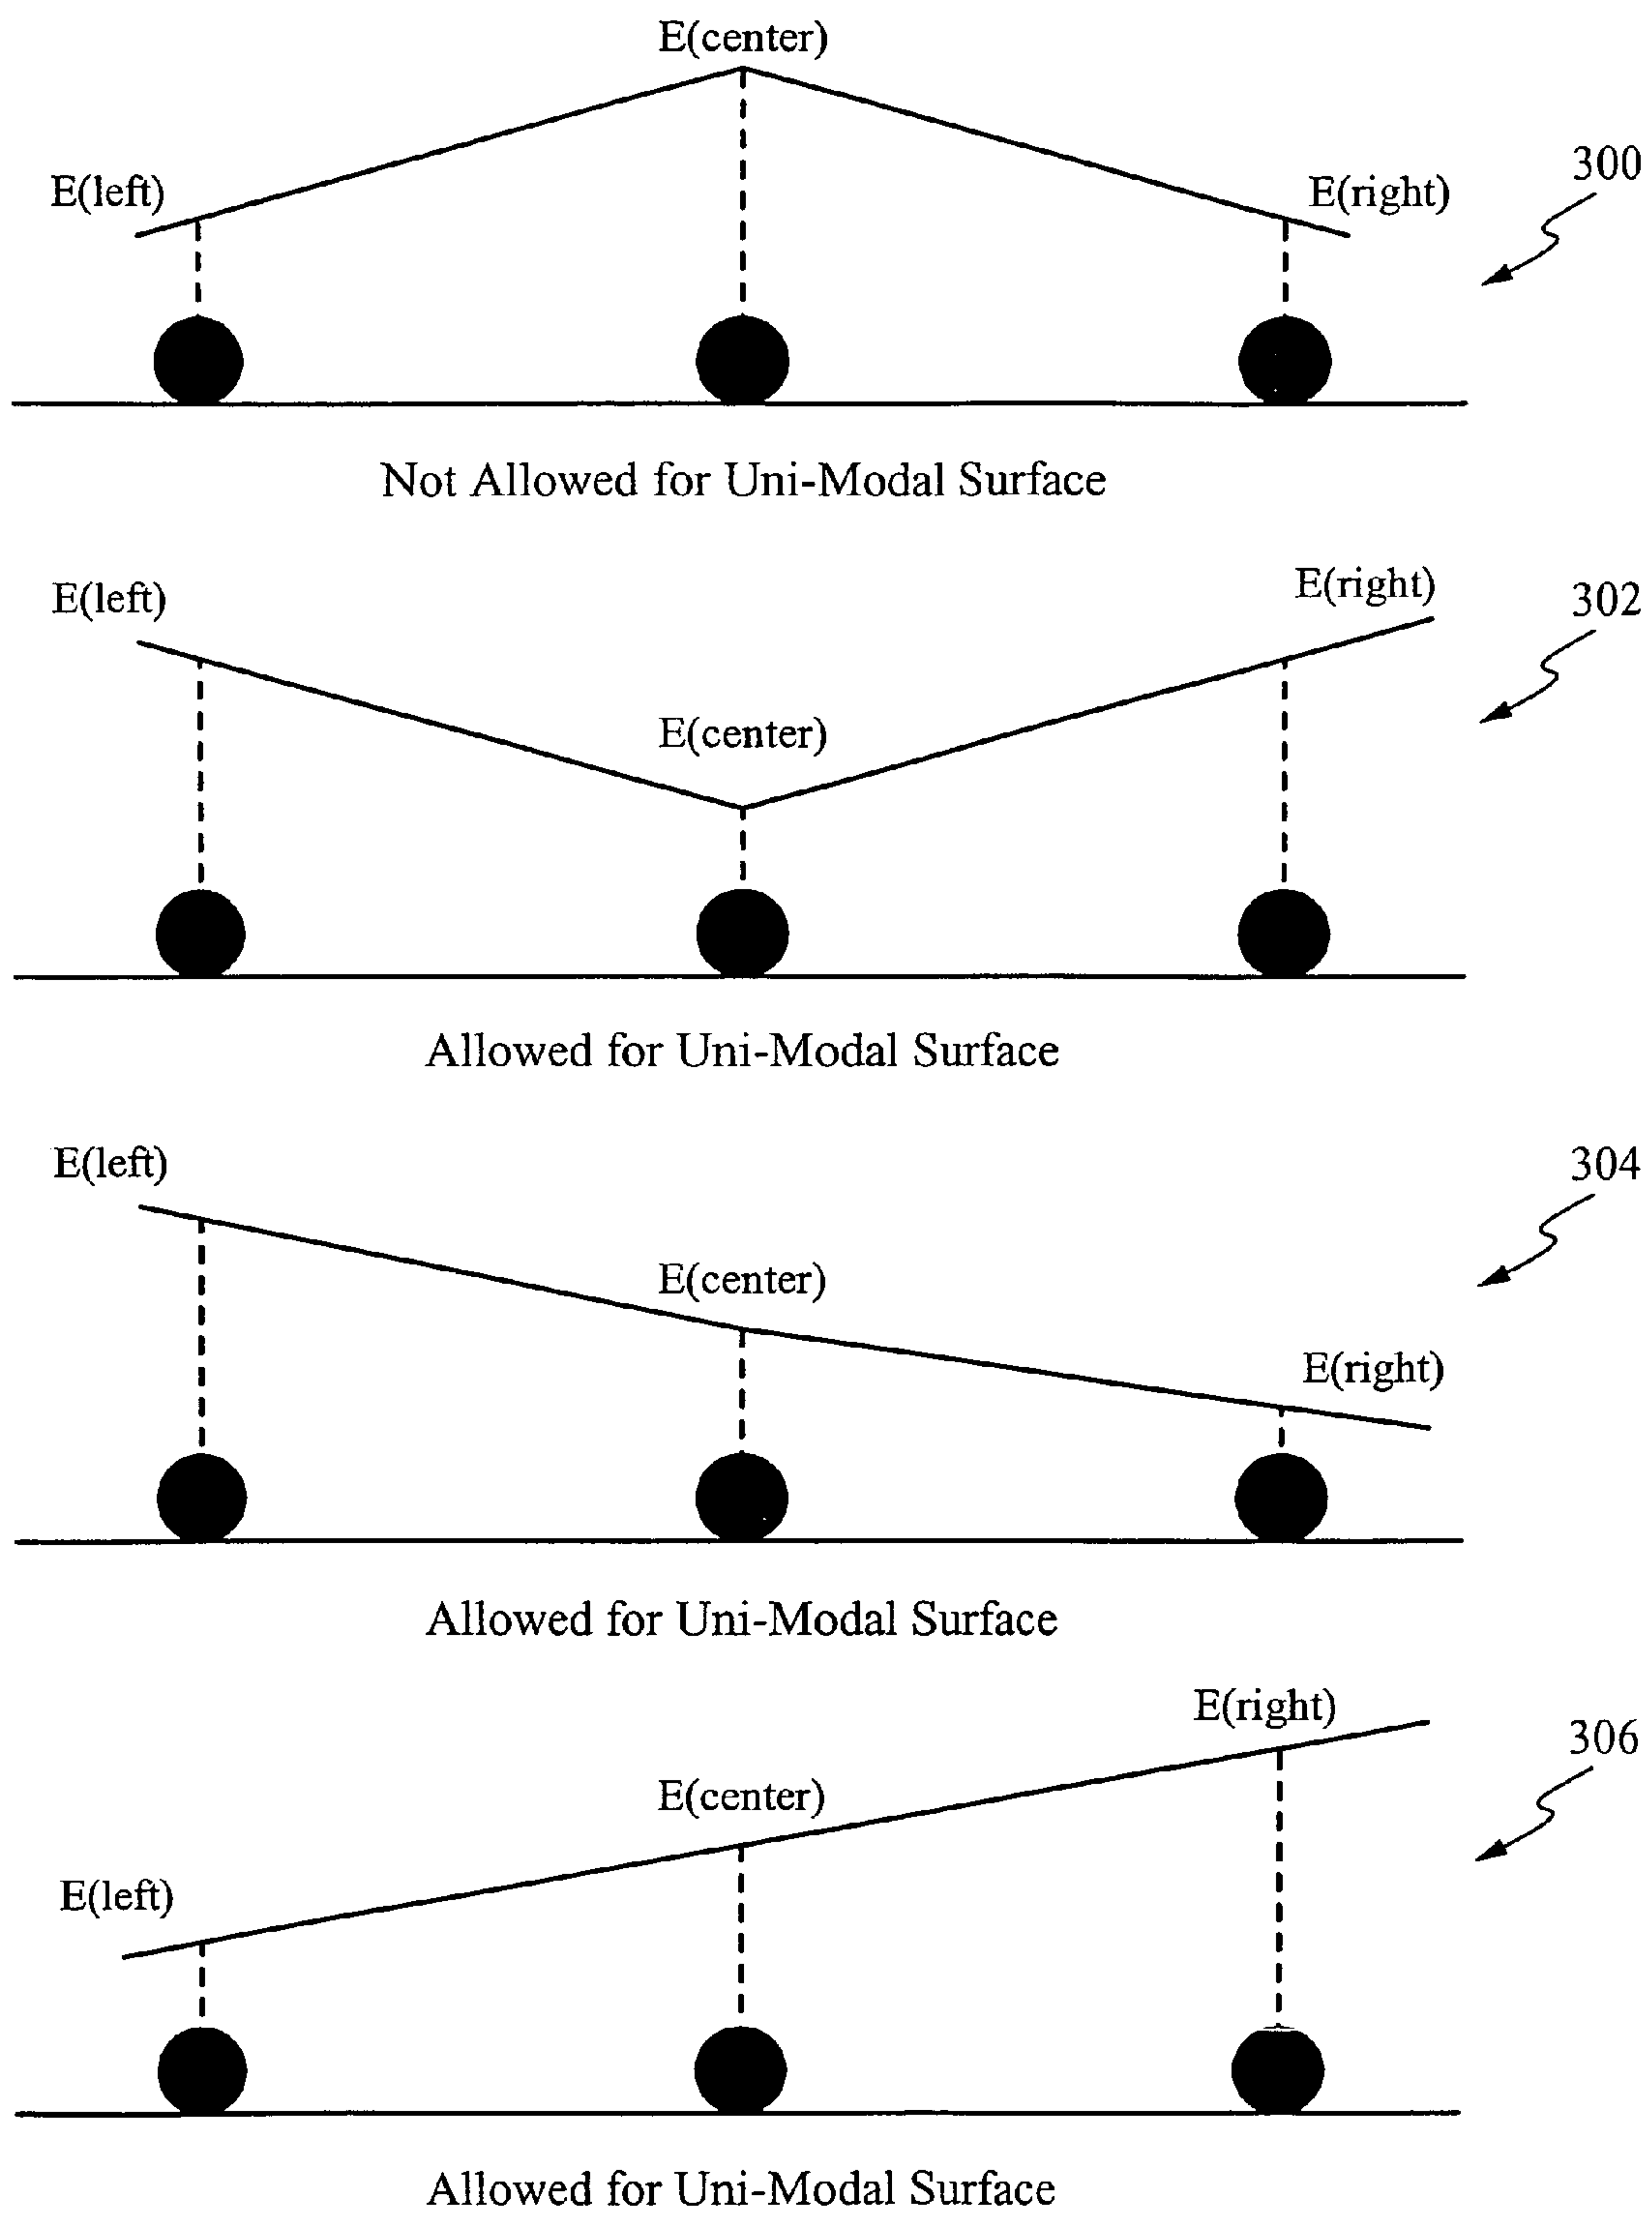 E(center)
E(left)
E(right)
300
Not Allowed for Uni-Modal Surface
E(left)
E(right)
302
E(center)
Allowed for Uni-Modal Surface
E(left)
304
E(center)
E(right)
Allowed for Uni-Modal Surface
E(right)
306
E(center)
E(left)
Allowed for Uni-Modal Surface